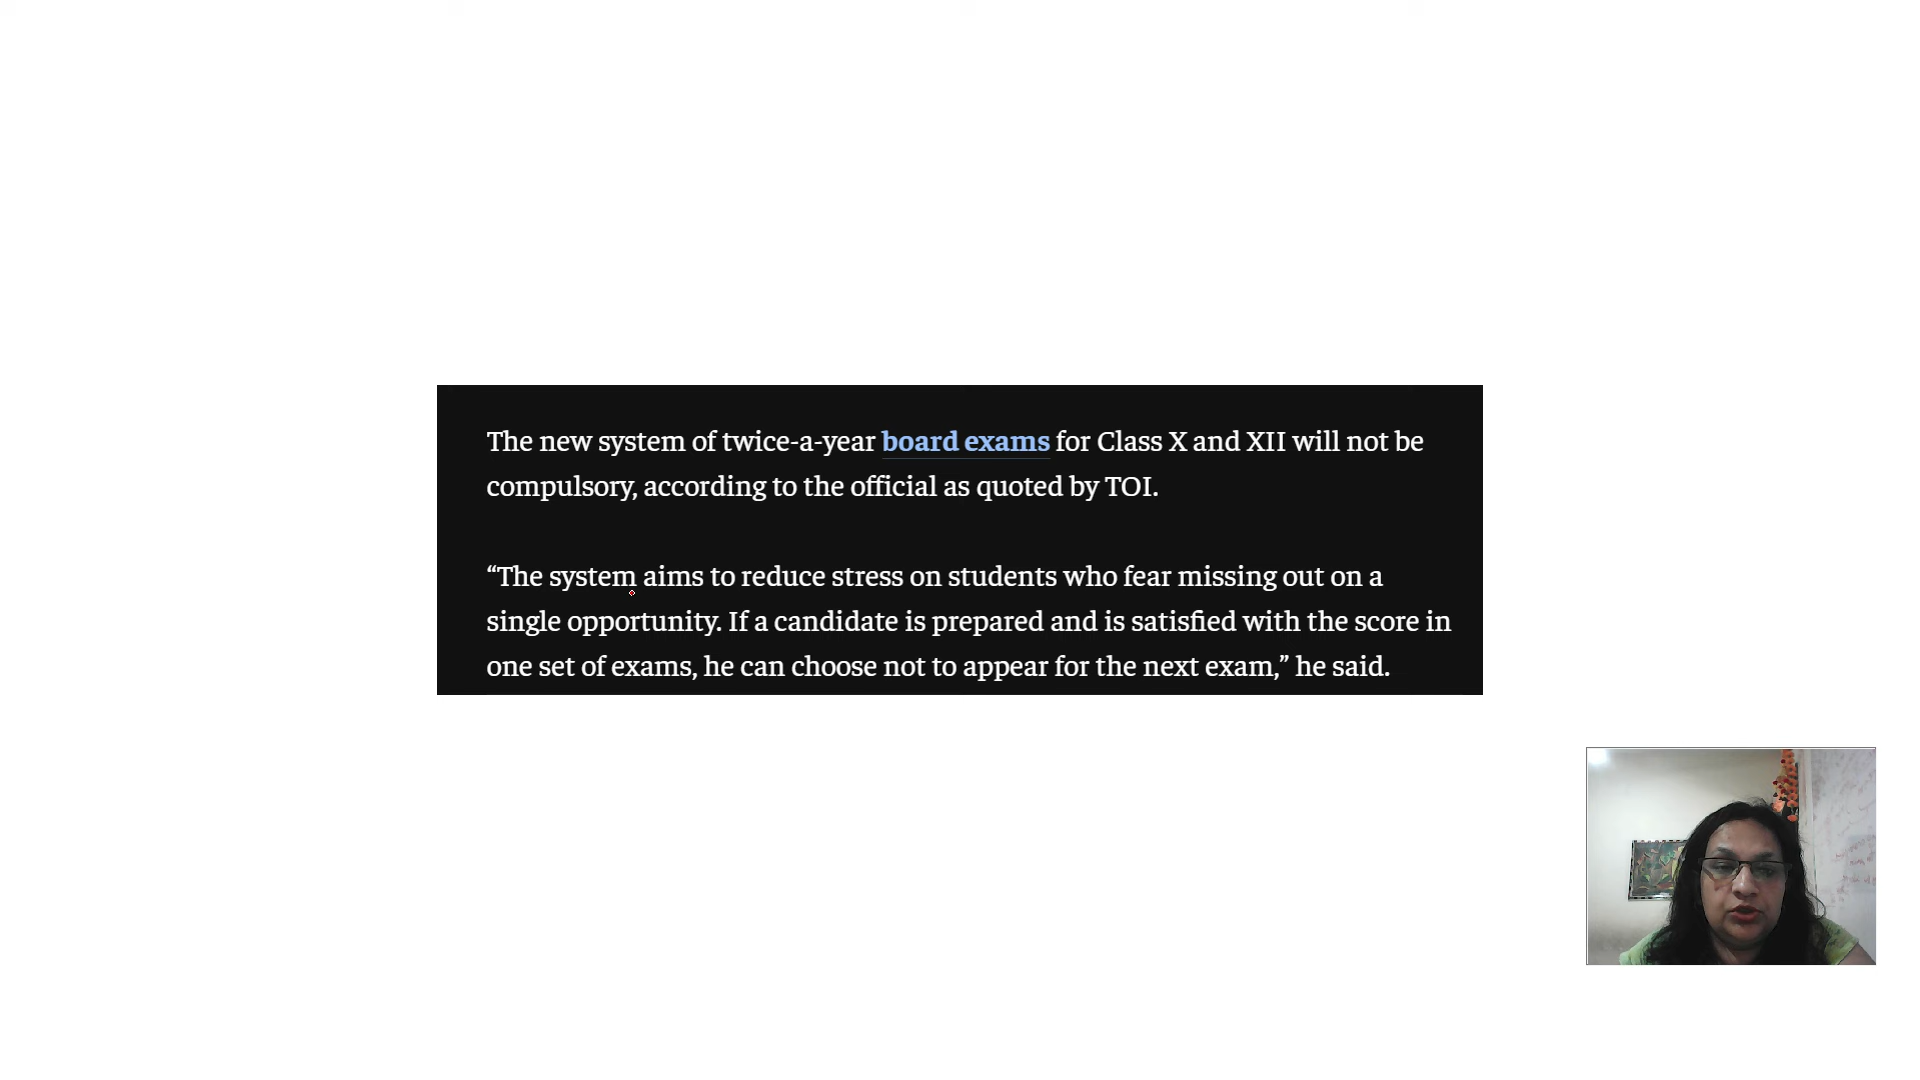 The new system of twice-a-year board exams for Class X and XII will not be
compulsory, according to the official as quoted by TOI.
“The system aims to reduce stress on students who fear missing out on a
single opportunity. If a candidate is prepared and is satisfied with the score in
one set of exams, he can choose not to appear for the next exam,” he said.